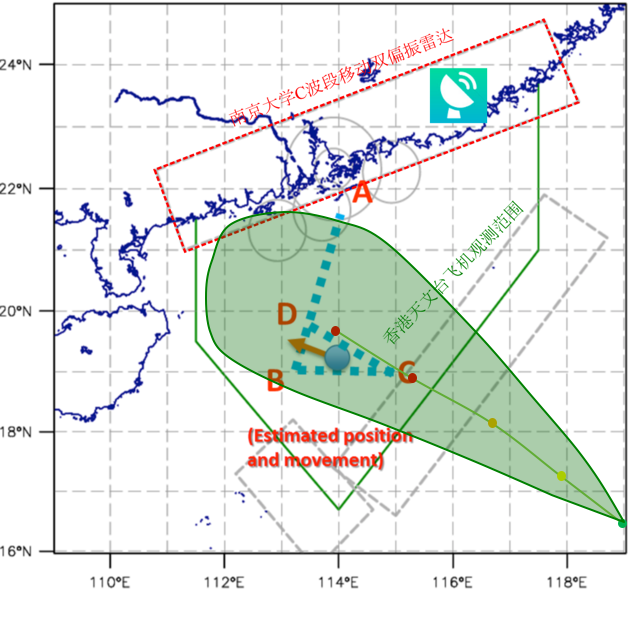 南京大学C波段移动双偏振雷达
24°N
22°N
A
香港天文台飞机观测范围
20°N
D
B
C
(Estimated position
and movement)
18°N
16°N
110°E
112°E
114°E
116°E
118°E